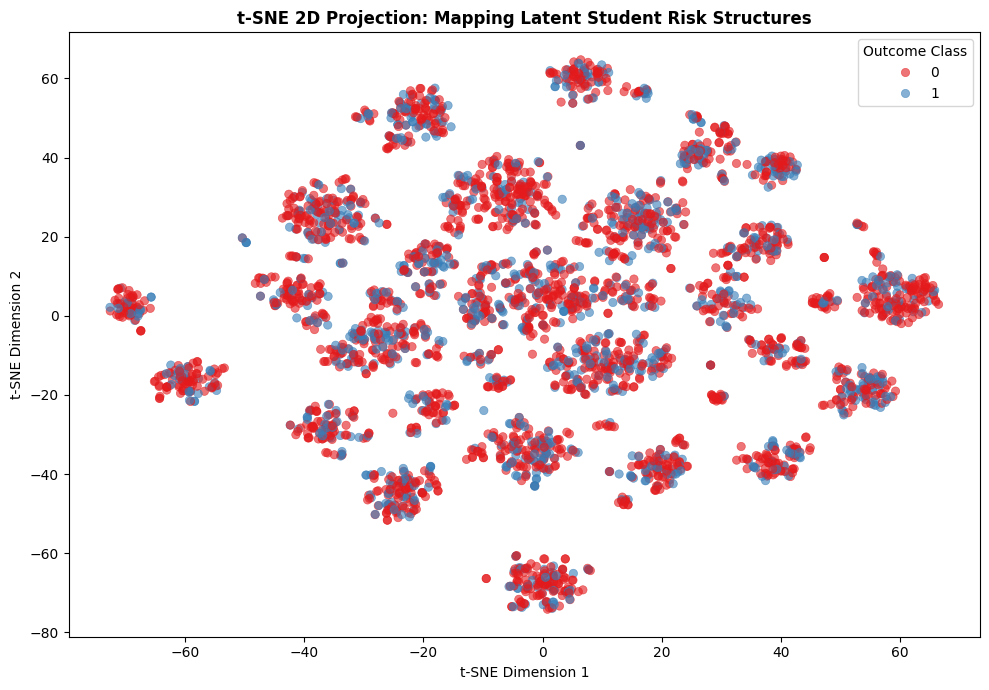 t-SNE 2D Projection: Mapping Latent Student Risk Structures
Outcome Class
0
1
60
40
20
0
−20
−40
−60
−80
t-SNE Dimension 2
−60 −40 −20 0 20 40 60
t-SNE Dimension 1